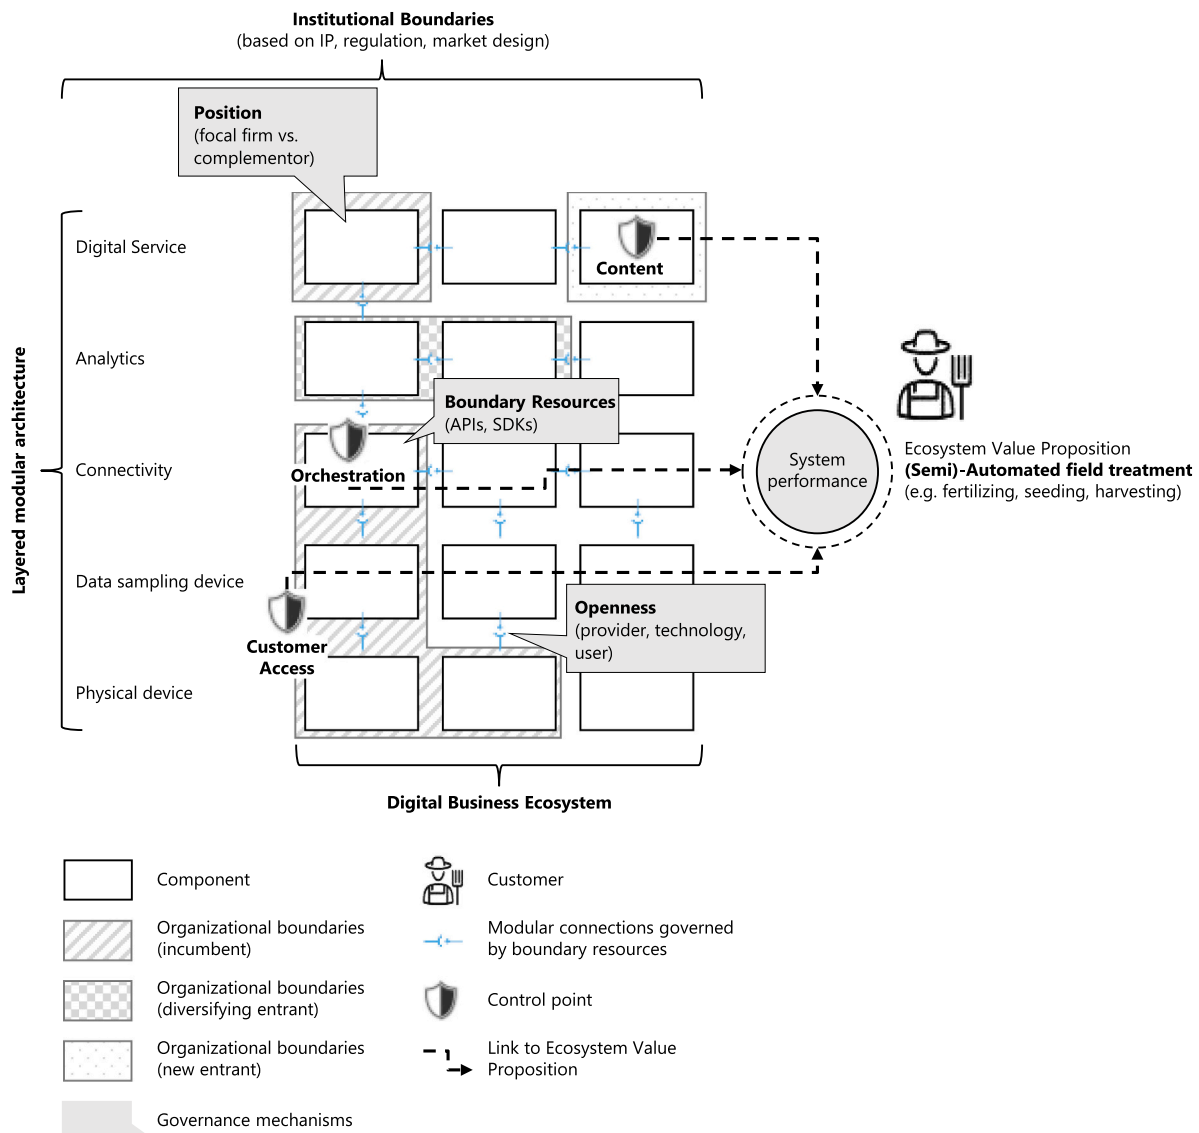 Institutional Boundaries
(based on IP, regulation, market design)
Position
(focal firm vs.
complementor)
Layered modular architecture
Digital Service
Content
Analytics
Boundary Resources
(APIs, SDKs)
Connectivity
Orchestration
System
performance
Ecosystem Value Proposition
(Semi)-Automated field treatment
(e.g. fertilizing, seeding, harvesting)
Data sampling device
Openness
(provider, technology,
user)
Customer
Access
Physical device
Digital Business Ecosystem
Component
Customer
Organizational boundaries
(incumbent)
Modular connections governed
by boundary resources
Organizational boundaries
(diversifying entrant)
Control point
Organizational boundaries
(new entrant)
Link to Ecosystem Value
Proposition
Governance mechanisms